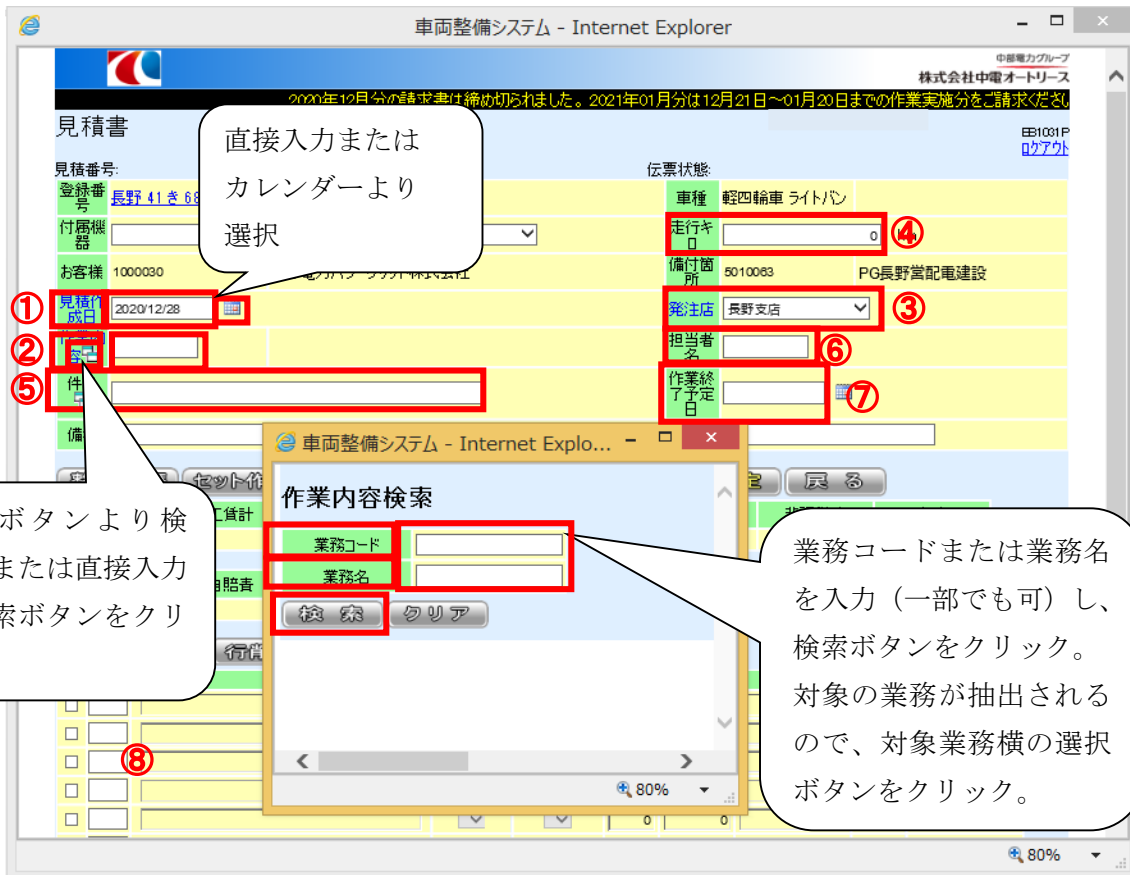 車両整備システム - Internet Explorer
中部電力グループ
株式会社中電オートリース
2020年12月分の請求書は締め切られました。2021年01月分は12月21日～01月20日までの作業実施分をご請求くださ
見積書
EB1031P
ログアウト
見積番号:
伝票状態:
登録番号 長野 41 き 68
車種 軽四輪車 ライトバン
付属機器
走行キロ 0
④
お客様 1000030
備付箇所 5010063 PG長野営配電建設
① 見積作成日 2020/12/28
発注店 長野支店 ③
②
担当者名 ⑥
⑤ 件
作業終了予定日 ⑦
備
直接入力または
カレンダーより
選択
セット作
戻る
工賃計
自賠責
行削
ボタンより検
または直接入力
索ボタンをクリ
車両整備システム - Internet Explo...
作業内容検索
業務コード
業務名
検索 クリア
80%
業務コードまたは業務名
を入力（一部でも可）し、
検索ボタンをクリック。
対象の業務が抽出される
ので、対象業務横の選択
ボタンをクリック。
⑧
0 0
80%